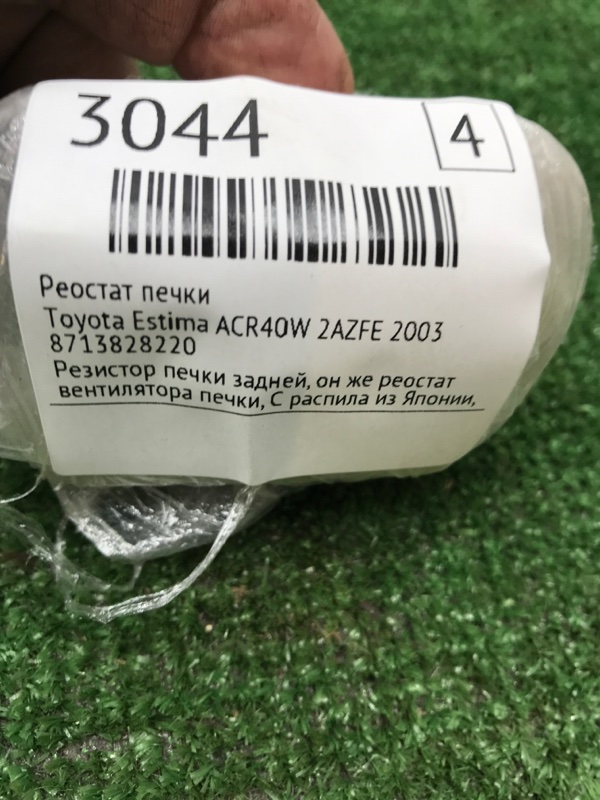 3044
4
Реостат печки
Toyota Estima ACR40W 2AZFE 2003
8713828220
Резистор печки задней, он же реостат
вентилятора печки, С распила из Японии,